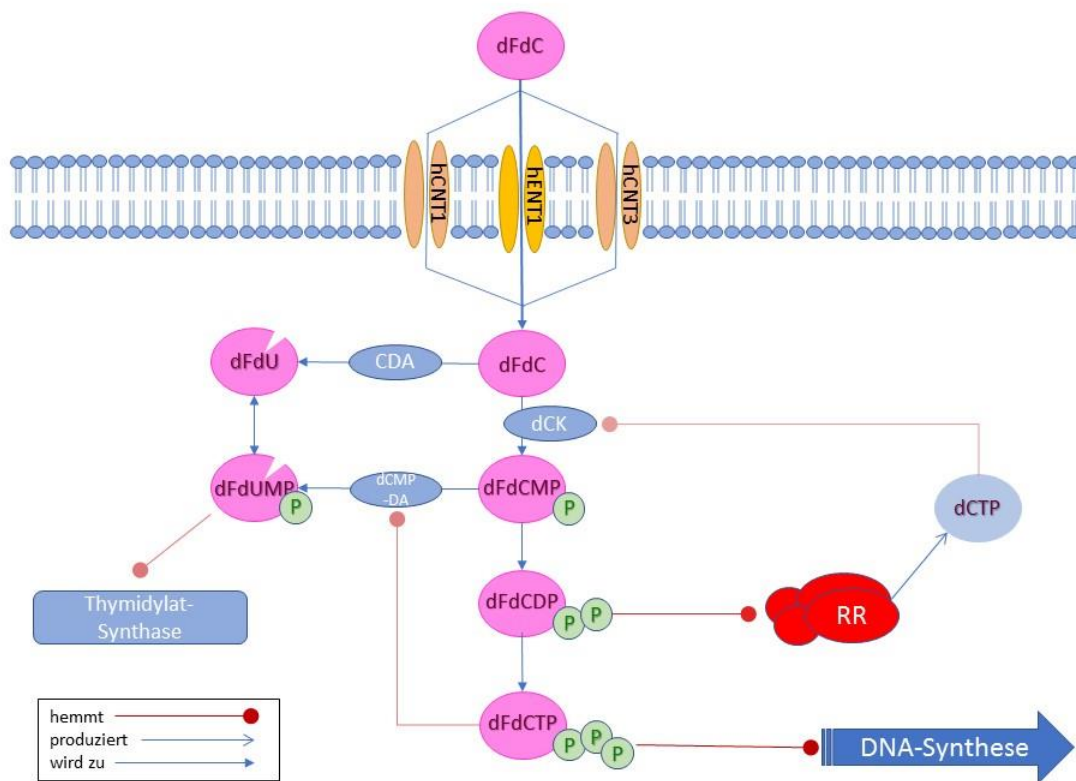 dFdC
hCNT1
hENT1
hCNT3
dFdU
CDA
dFdC
dCK
dFdUMP
P
dCMP
-DA
dFdCMP
P
dCTP
Thymidylat-
Synthase
dFdCDP
P
P
RR
hemmt
produziert
wird zu
dFdCTP
P
P
P
DNA-Synthese